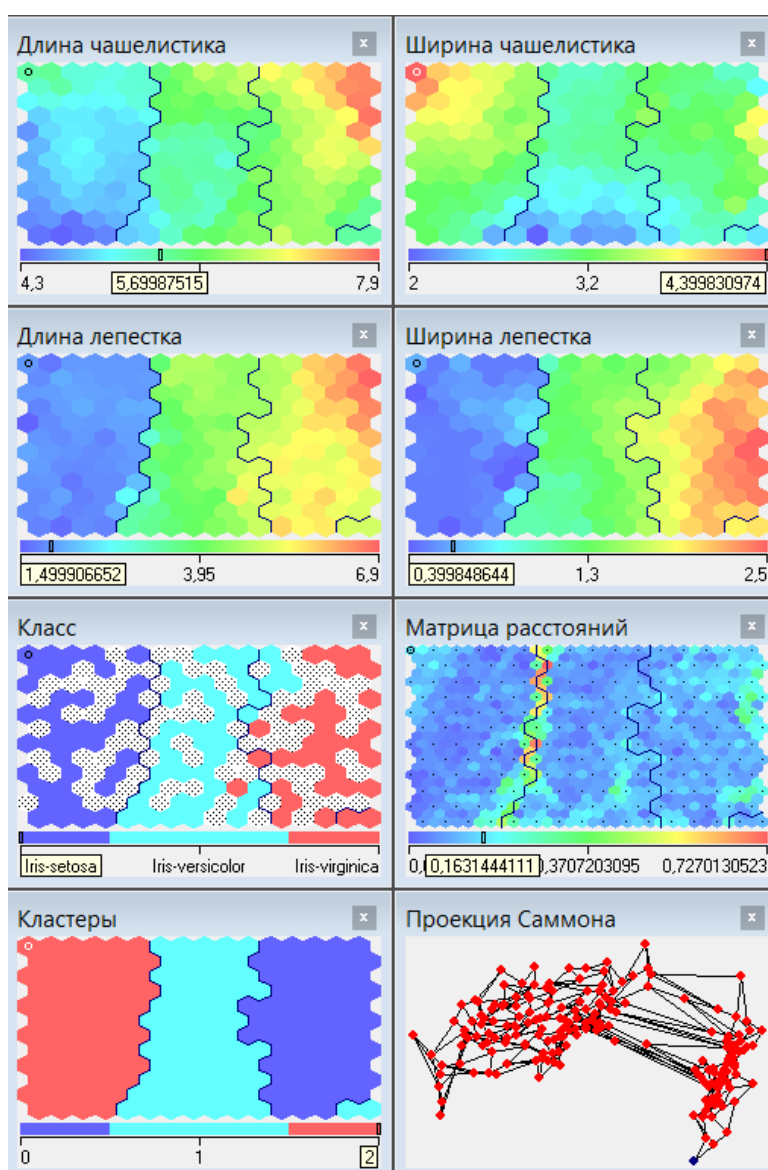 Длина чашелистика
x
Ширина чашелистика
x
4,3 5,69987515 7,9
2 3,2 4,399830974
Длина лепестка
x
Ширина лепестка
x
1,499906652 3,95 6,9
0,399848644 1,3 2,5
Класс
x
Матрица расстояний
x
Iris-setosa Iris-versicolor Iris-virginica
0,1631444111 ,3707203095 0,7270130523
Кластеры
x
Проекция Саммона
x
0 1 2